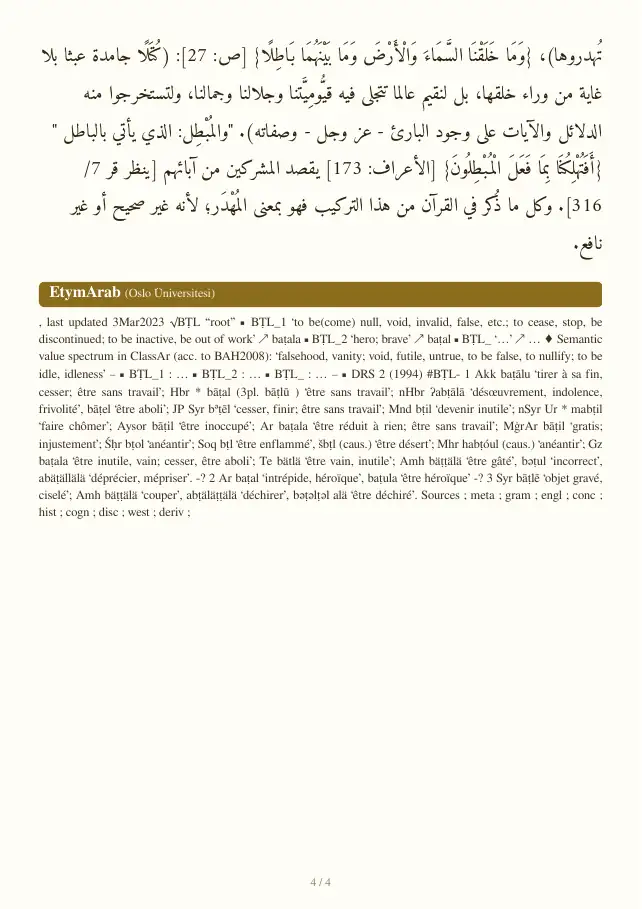 تُهدروها)، {وَمَا خَلَقْنَا السَّمَاءَ وَالْأَرْضَ وَمَا بَيْنَهُمَا بَاطِلًا} [ص: 27]: (كُتَلًا جامدة عبثا بلا
غاية من وراء خلقها، بل لنقيم عالما تتجلى فيه قيُّومِيَّتنا وجلالنا وجمالنا، ولتستخرجوا منه
الدلائل والآيات على وجود البارئ - عز وجل - وصفاته). "والمُبْطِل: الذي يأتي بالباطل "
{أَفَتُهْلِكُنَا بِمَا فَعَلَ الْمُبْطِلُونَ} [الأعراف: 173] يقصد المشركين من آبائهم [ينظر قر 7/
316]. وكل ما ذُكر في القرآن من هذا التركيب فهو بمعنى المُهْدَر؛ لأنه غير صحيح أو غير
نافع.
EtymArab (Oslo Üniversitesi)
, last updated 3Mar2023 √BṬL “root” ▪ BṬL_1 ‘to be(come) null, void, invalid, false, etc.; to cease, stop, be
discontinued; to be inactive, be out of work’ ↗ baṭala ▪ BṬL_2 ‘hero; brave’ ↗ baṭal ▪ BṬL_ ‘…’ ↗ … ♦ Semantic
value spectrum in ClassAr (acc. to BAH2008): ‘falsehood, vanity; void, futile, untrue, to be false, to nullify; to be
idle, idleness’ – ▪ BṬL_1 : … ▪ BṬL_2 : … ▪ BṬL_ : … – ▪ DRS 2 (1994) #BṬL- 1 Akk baṭālu ‘tirer à sa fin,
cesser; être sans travail’; Hbr * bāṭal (3pl. bāṭlū ) ‘être sans travail’; nHbr ʔabṭālā ‘désœuvrement, indolence,
frivolité’, bāṭel ‘être aboli’; JP Syr bᵊṭēl ‘cesser, finir; être sans travail’; Mnd bṭil ‘devenir inutile’; nSyr Ur * mabṭil
‘faire chômer’; Aysor bāṭil ‘être inoccupé’; Ar baṭala ‘être réduit à rien; être sans travail’; MġrAr bāṭil ‘gratis;
injustement’; Śḥr bṭol ‘anéantir’; Soq bṭl ‘être enflammé’, šbṭl (caus.) ‘être désert’; Mhr habṭóul (caus.) ‘anéantir’; Gz
baṭala ‘être inutile, vain; cesser, être aboli’; Te bätlä ‘être vain, inutile’; Amh bäṭṭälä ‘être gâté’, bəṭul ‘incorrect’,
abäṭällälä ‘déprécier, mépriser’. -? 2 Ar baṭal ‘intrépide, héroïque’, baṭula ‘être héroïque’ -? 3 Syr bāṭlē ‘objet gravé,
ciselé’; Amh bäṭṭälä ‘couper’, abṭäläṭṭälä ‘déchirer’, bəṭəlṭəl alä ‘être déchiré’. Sources ; meta ; gram ; engl ; conc ;
hist ; cogn ; disc ; west ; deriv ;
4 / 4